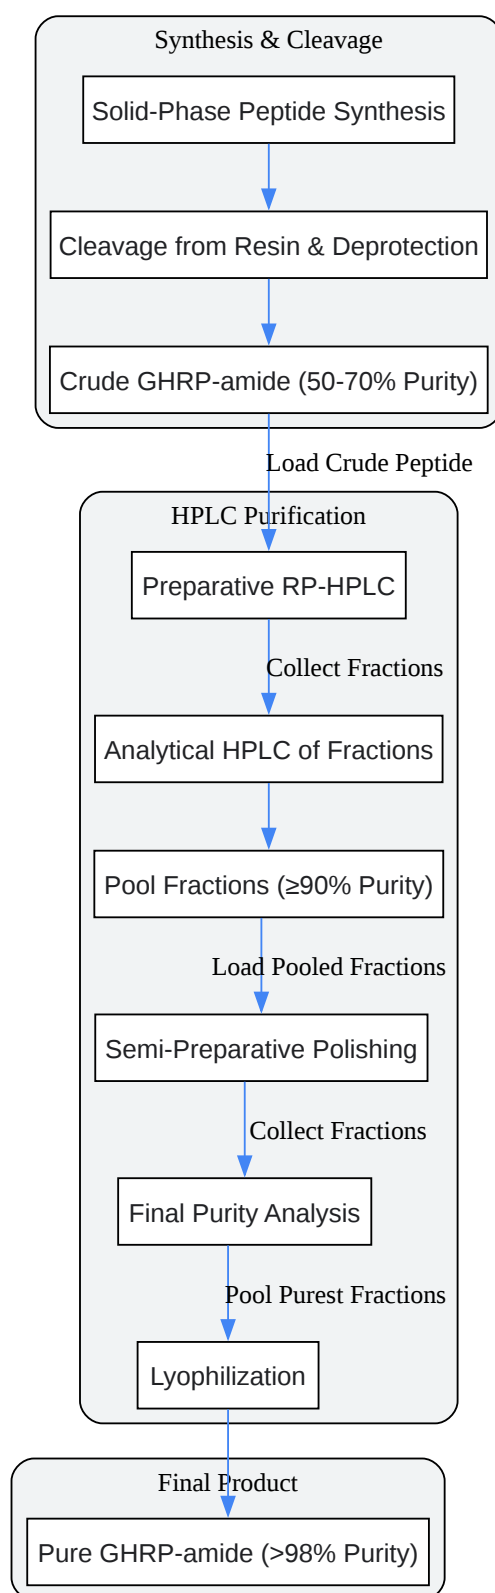 Synthesis & Cleavage
Solid-Phase Peptide Synthesis
Cleavage from Resin & Deprotection
Crude GHRP-amide (50-70% Purity)
Load Crude Peptide
HPLC Purification
Preparative RP-HPLC
Collect Fractions
Analytical HPLC of Fractions
Pool Fractions (≥90% Purity)
Load Pooled Fractions
Semi-Preparative Polishing
Collect Fractions
Final Purity Analysis
Pool Purest Fractions
Lyophilization
Final Product
Pure GHRP-amide (>98% Purity)